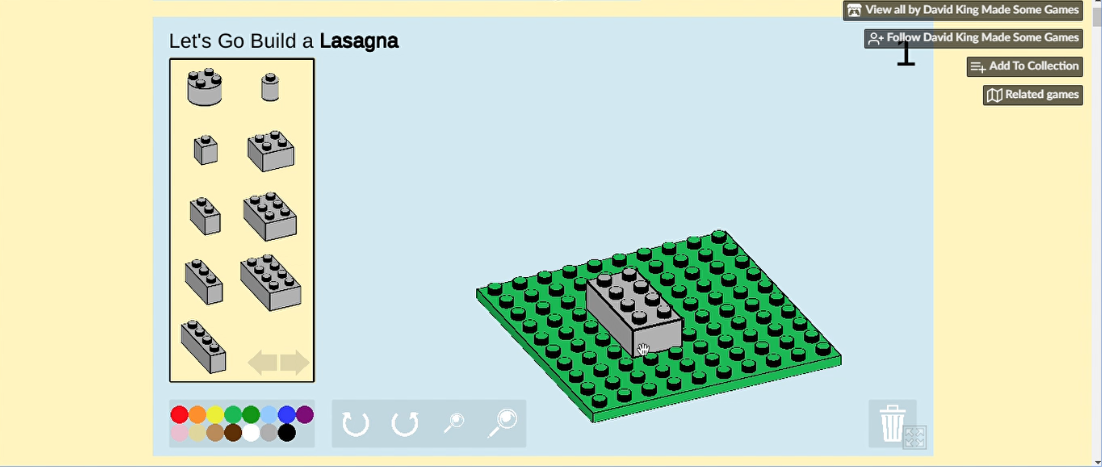 View all by David King Made Some Games
Let's Go Build a Lasagna
Follow David King Made Some Games
1
Add To Collection
Related games